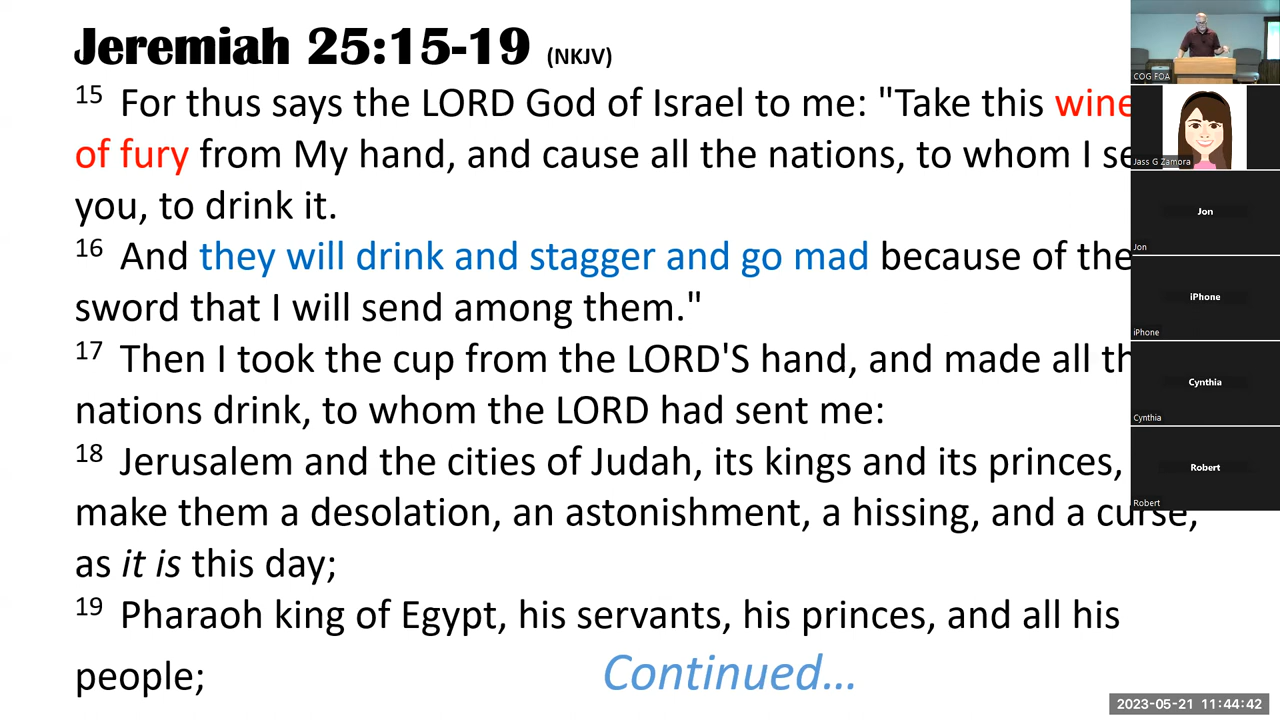 Jeremiah 25:15-19 (NKJV)
15 For thus says the LORD God of Israel to me: "Take this wine
of fury from My hand, and cause all the nations, to whom I se
you, to drink it.
16 And they will drink and stagger and go mad because of the
sword that I will send among them."
17 Then I took the cup from the LORD'S hand, and made all th
nations drink, to whom the LORD had sent me:
18 Jerusalem and the cities of Judah, its kings and its princes,
make them a desolation, an astonishment, a hissing, and a curse,
as it is this day;
19 Pharaoh king of Egypt, his servants, his princes, and all his
people;
Continued...
COG FOA
Jass G Zamora
Jon
Jon
iPhone
iPhone
Cynthia
Cynthia
Robert
Robert
2023-05-21 11:44:42